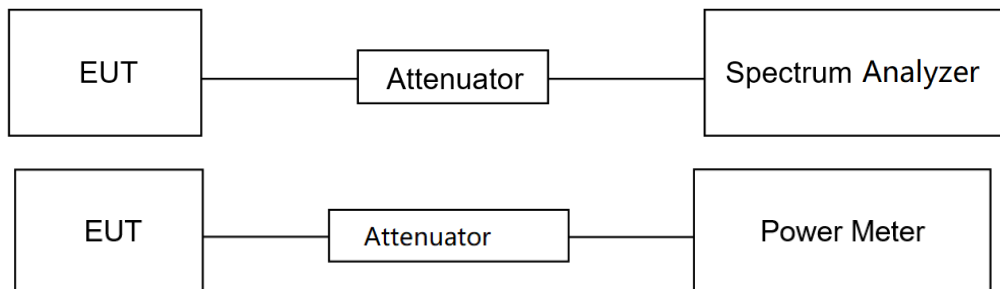 EUT
Attenuator
Spectrum Analyzer
EUT
Attenuator
Power Meter